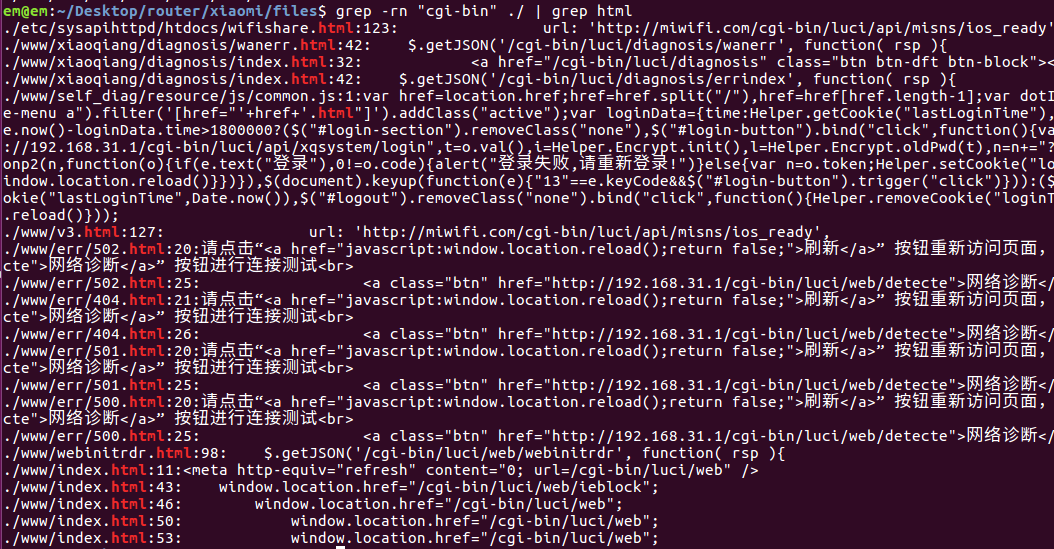 em@em:~/Desktop/router/xiaomi/files$ grep -rn "cgi-bin" ./ | grep html
./etc/sysapihttpd/htdocs/wifishare.html:123:                url: 'http://miwifi.com/cgi-bin/luci/api/misns/ios_ready'
./www/xiaoqiang/diagnosis/wanerr.html:42:    $.getJSON('/cgi-bin/luci/diagnosis/wanerr', function( rsp ){
./www/xiaoqiang/diagnosis/index.html:32:            <a href="/cgi-bin/luci/diagnosis" class="btn btn-dft btn-block"><
./www/xiaoqiang/diagnosis/index.html:42:    $.getJSON('/cgi-bin/luci/diagnosis/errindex', function( rsp ){
./www/self_diag/resource/js/common.js:1:var href=location.href;href=href.split("/"),href=href[href.length-1];var dotI
e-menu a").filter('[href="'+href+'.html"]').addClass("active");var loginData={time:Helper.getCookie("lastLoginTime"),
e.now()-loginData.time>1800000?($("#login-section").removeClass("none"),$("#login-button").bind("click",function(){va
://192.168.31.1/cgi-bin/luci/api/xqsystem/login",t=o.val(),i=Helper.Encrypt.init(),l=Helper.Encrypt.oldPwd(t),n=n+="?
onp2(n,function(o){if(e.text("登录"),0!=o.code){alert("登录失败,请重新登录!")}else{var n=o.token;Helper.setCookie("lo
indow.location.reload()}})}),$(document).keyup(function(e){"13"==e.keyCode&&$("#login-button").trigger("click")})):($
ookie("lastLoginTime",Date.now()),$("#logout").removeClass("none").bind("click",function(){Helper.removeCookie("loginT
.reload()}));
./www/v3.html:127:                url: 'http://miwifi.com/cgi-bin/luci/api/misns/ios_ready',
./www/err/502.html:20:请点击“<a href="javascript:window.location.reload();return false;">刷新</a>” 按钮重新访问页面,
cte">网络诊断</a>” 按钮进行连接测试<br>
./www/err/502.html:25:                <a class="btn" href="http://192.168.31.1/cgi-bin/luci/web/detecte">网络诊断</
./www/err/404.html:21:请点击“<a href="javascript:window.location.reload();return false;">刷新</a>” 按钮重新访问页面,
cte">网络诊断</a>” 按钮进行连接测试<br>
./www/err/404.html:26:                <a class="btn" href="http://192.168.31.1/cgi-bin/luci/web/detecte">网络诊断</
./www/err/501.html:20:请点击“<a href="javascript:window.location.reload();return false;">刷新</a>” 按钮重新访问页面,
cte">网络诊断</a>” 按钮进行连接测试<br>
./www/err/501.html:25:                <a class="btn" href="http://192.168.31.1/cgi-bin/luci/web/detecte">网络诊断</
./www/err/500.html:20:请点击“<a href="javascript:window.location.reload();return false;">刷新</a>” 按钮重新访问页面,
cte">网络诊断</a>” 按钮进行连接测试<br>
./www/err/500.html:25:                <a class="btn" href="http://192.168.31.1/cgi-bin/luci/web/detecte">网络诊断</
./www/webinitrdr.html:98:    $.getJSON('/cgi-bin/luci/web/webinitrdr', function( rsp ){
./www/index.html:11:<meta http-equiv="refresh" content="0; url=/cgi-bin/luci/web" />
./www/index.html:43:    window.location.href="/cgi-bin/luci/web/ieblock";
./www/index.html:46:        window.location.href="/cgi-bin/luci/web";
./www/index.html:50:            window.location.href="/cgi-bin/luci/web";
./www/index.html:53:            window.location.href="/cgi-bin/luci/web";